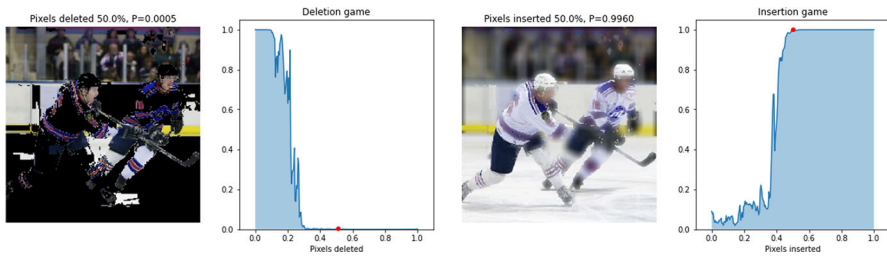 Pixels deleted 50.0%, P=0.0005
Deletion game
1.0
0.8
0.6
0.4
0.2
0.0
0.0 0.2 0.4 0.6 0.8 1.0
Pixels deleted
Pixels inserted 50.0%, P=0.9960
Insertion game
1.0
0.8
0.6
0.4
0.2
0.0
0.0 0.2 0.4 0.6 0.8 1.0
Pixels inserted